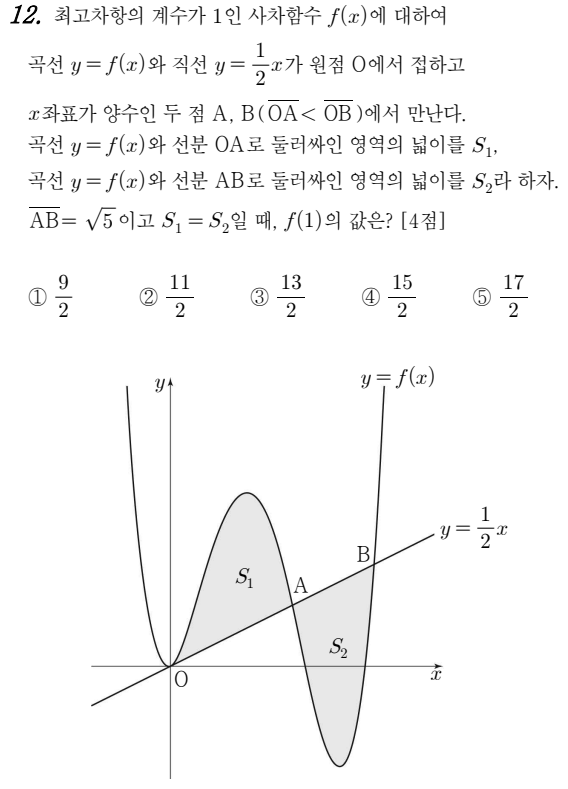 12. 최고차항의 계수가 1인 사차함수 f(x)에 대하여
곡선 y=f(x)와 직선 y=1/2x가 원점 O에서 접하고
x좌표가 양수인 두 점 A, B(OA< OB)에서 만난다.
곡선 y=f(x)와 선분 OA로 둘러싸인 영역의 넓이를 S₁,
곡선 y=f(x)와 선분 AB로 둘러싸인 영역의 넓이를 S₂라 하자.
AB=√5이고 S₁=S₂일 때, f(1)의 값은? [4점]
① 9/2 ② 11/2 ③ 13/2 ④ 15/2 ⑤ 17/2
y y=f(x)
y=1/2x
B
S₁ A
S₂
O x